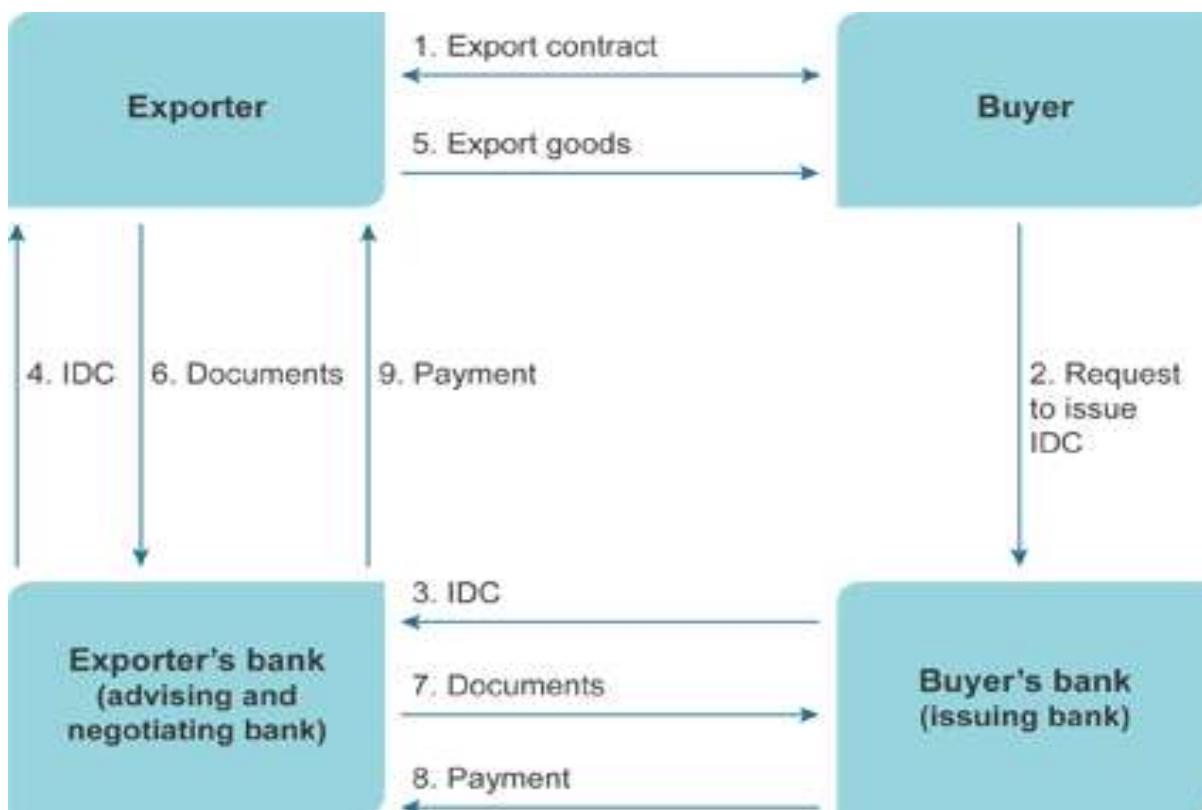 1. Export contract
Exporter
Buyer
5. Export goods
4. IDC
6. Documents
9. Payment
2. Request
to issue
IDC
3. IDC
Exporter’s bank
(advising and
negotiating bank)
7. Documents
Buyer’s bank
(issuing bank)
8. Payment